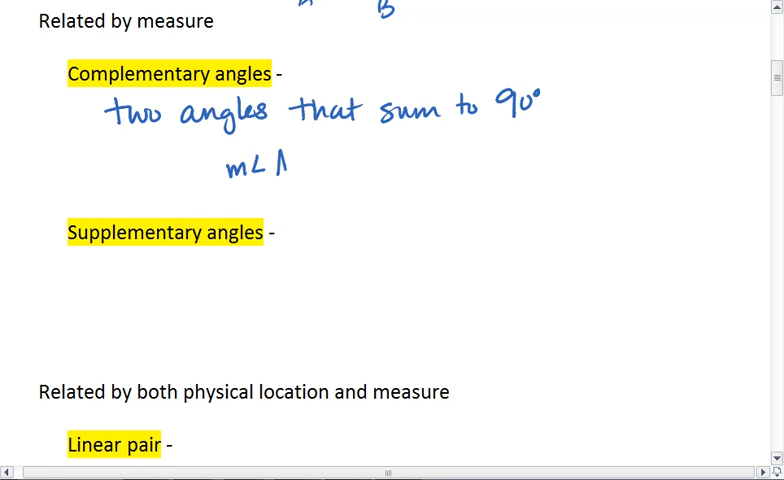 B
Related by measure
Complementary angles -
two angles that sum to 90°
m∠A
Supplementary angles -
Related by both physical location and measure
Linear pair -